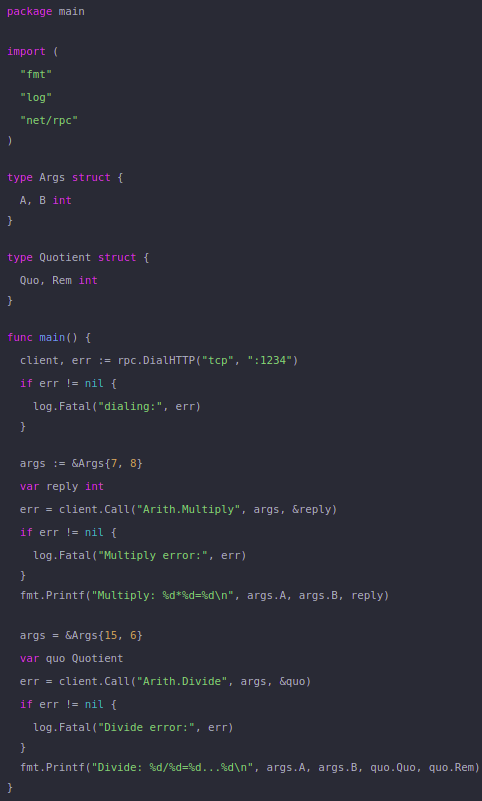 package main
import (
"fmt"
"log"
"net/rpc"
)
type Args struct {
A, B int
}
type Quotient struct {
Quo, Rem int
}
func main() {
client, err := rpc.DialHTTP("tcp", ":1234")
if err != nil {
log.Fatal("dialing:", err)
}
args := &Args{7, 8}
var reply int
err = client.Call("Arith.Multiply", args, &reply)
if err != nil {
log.Fatal("Multiply error:", err)
}
fmt.Printf("Multiply: %d*%d=%d\n", args.A, args.B, reply)
args = &Args{15, 6}
var quo Quotient
err = client.Call("Arith.Divide", args, &quo)
if err != nil {
log.Fatal("Divide error:", err)
}
fmt.Printf("Divide: %d/%d=%d...%d\n", args.A, args.B, quo.Quo, quo.Rem)
}